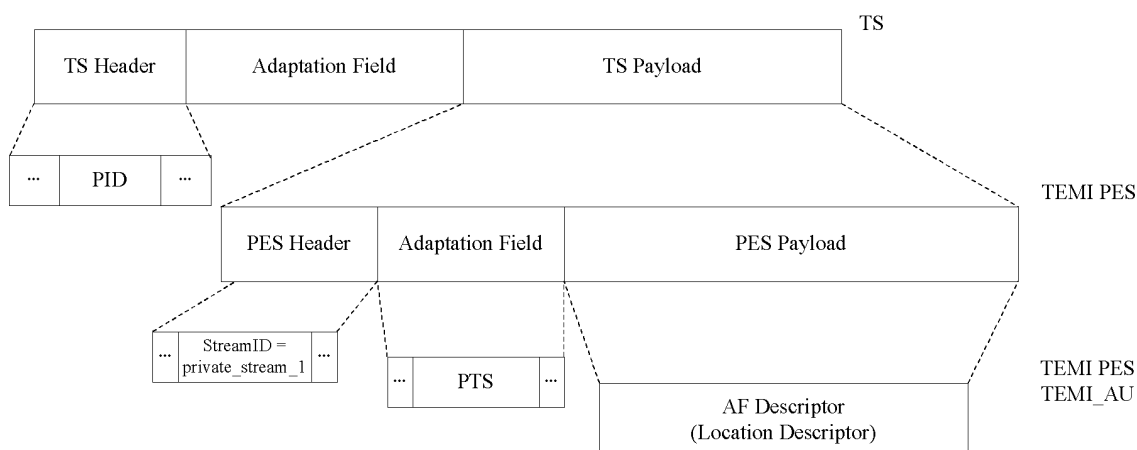 TS
TS Header
Adaptation Field
TS Payload
... PID ...
TEMI PES
PES Header
Adaptation Field
PES Payload
... StreamID = ...
private_stream_1
... PTS ...
TEMI PES
TEMI_AU
AF Descriptor
(Location Descriptor)